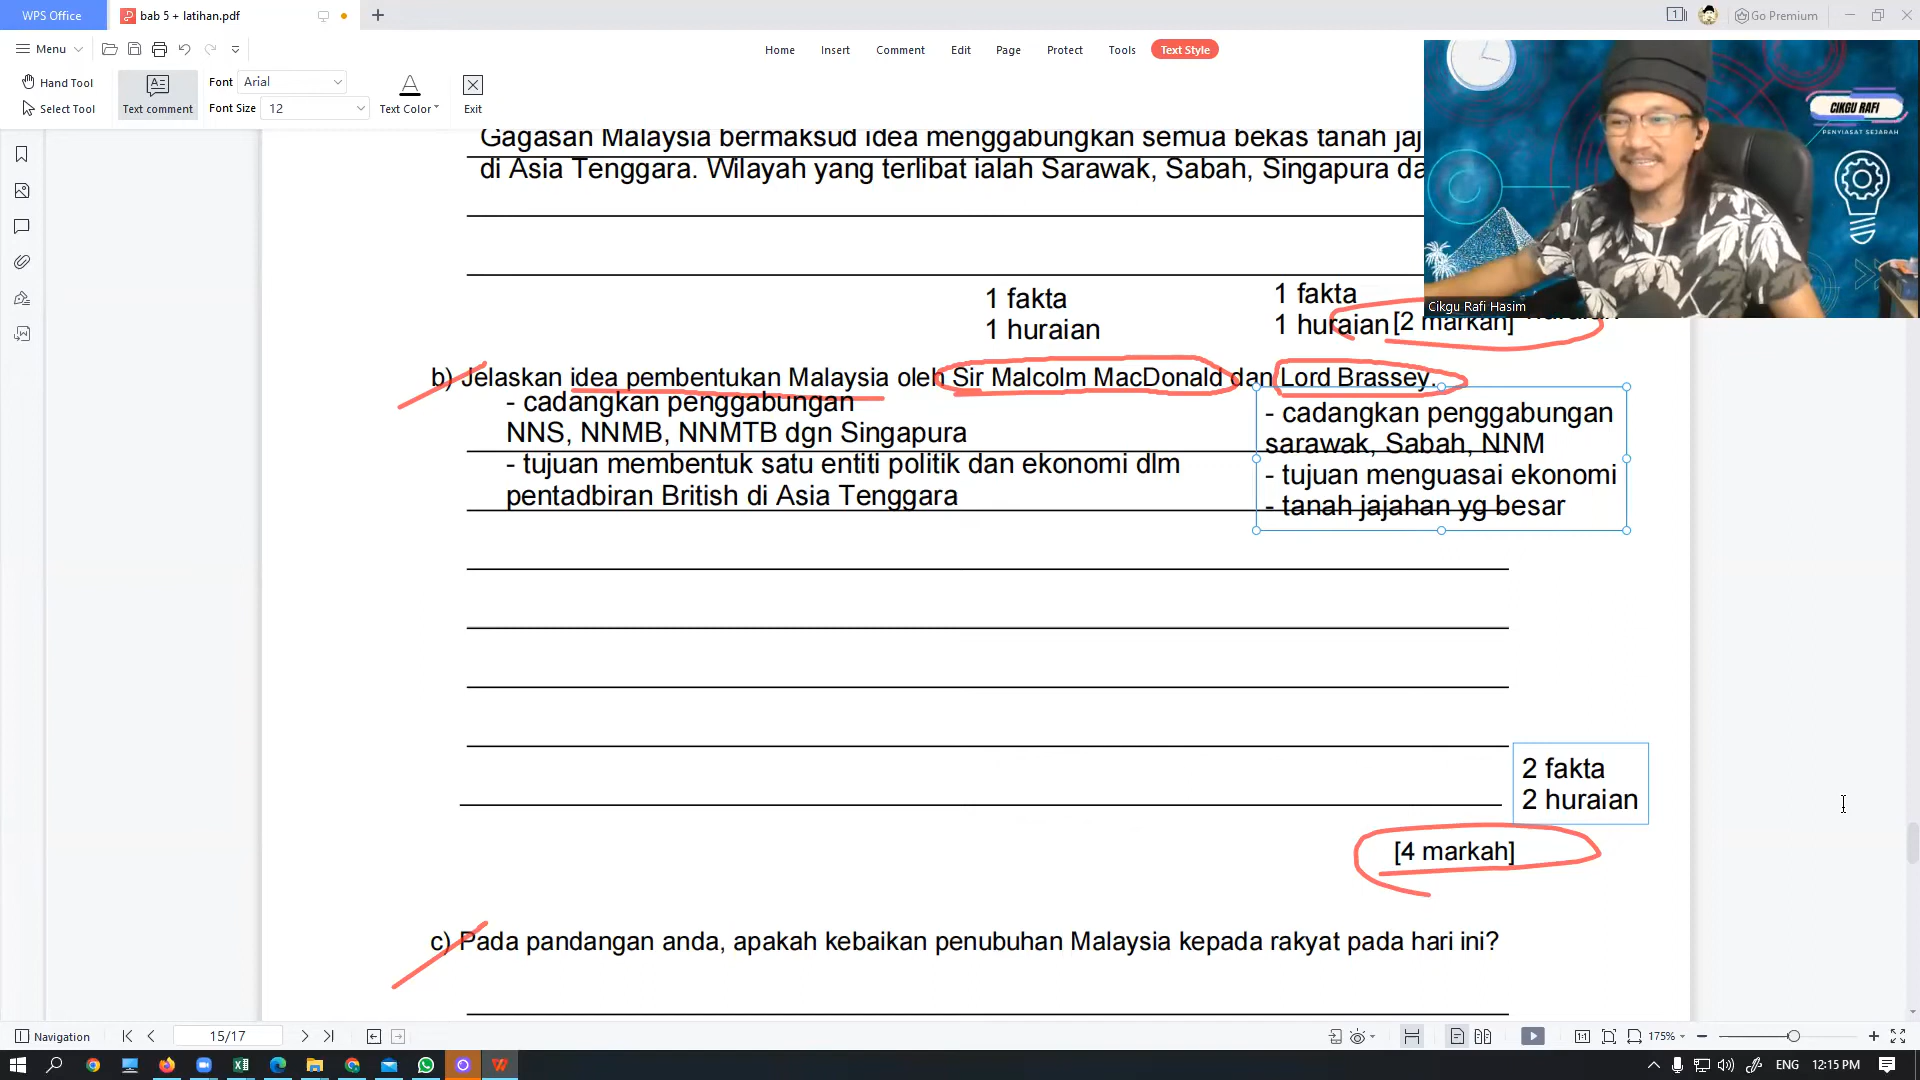 WPS Office
bab 5 + latihan.pdf
1
Go Premium
Menu
Home
Insert
Comment
Edit
Page
Protect
Tools
Text Style
Hand Tool
Select Tool
Text comment
Font
Arial
Font Size
12
Text Color
Exit
CIKGU RAFI
PENYIASAT SEJARAH
Cikgu Rafi Hasim
Gagasan Malaysia bermaksud idea menggabungkan semua bekas tanah jaj
di Asia Tenggara. Wilayah yang terlibat ialah Sarawak, Sabah, Singapura da
1 fakta
1 huraian
1 fakta
1 huraian
[2 markah]
b) Jelaskan idea pembentukan Malaysia oleh Sir Malcolm MacDonald dan Lord Brassey.
- cadangkan penggabungan
NNS, NNMB, NNMTB dgn Singapura
- tujuan membentuk satu entiti politik dan ekonomi dlm
pentadbiran British di Asia Tenggara
- cadangkan penggabungan
sarawak, Sabah, NNM
- tujuan menguasai ekonomi
- tanah jajahan yg besar
2 fakta
2 huraian
[4 markah]
c) Pada pandangan anda, apakah kebaikan penubuhan Malaysia kepada rakyat pada hari ini?
Navigation
15/17
175%
ENG
12:15 PM